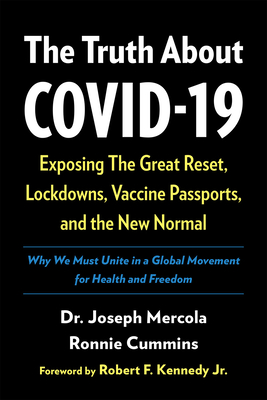 The Truth About
COVID-19
Exposing The Great Reset,
Lockdowns, Vaccine Passports,
and the New Normal
Why We Must Unite in a Global Movement
for Health and Freedom
Dr. Joseph Mercola
Ronnie Cummins
Foreword by Robert F. Kennedy Jr.